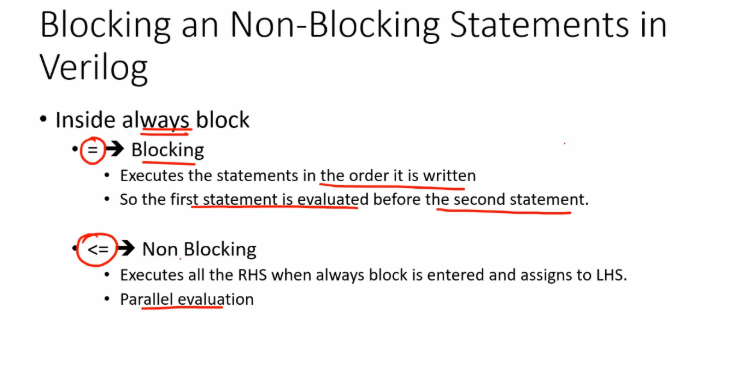 Blocking an Non-Blocking Statements in
Verilog
• Inside always block
• = → Blocking
• Executes the statements in the order it is written
• So the first statement is evaluated before the second statement.
• <= → Non Blocking
• Executes all the RHS when always block is entered and assigns to LHS.
• Parallel evaluation